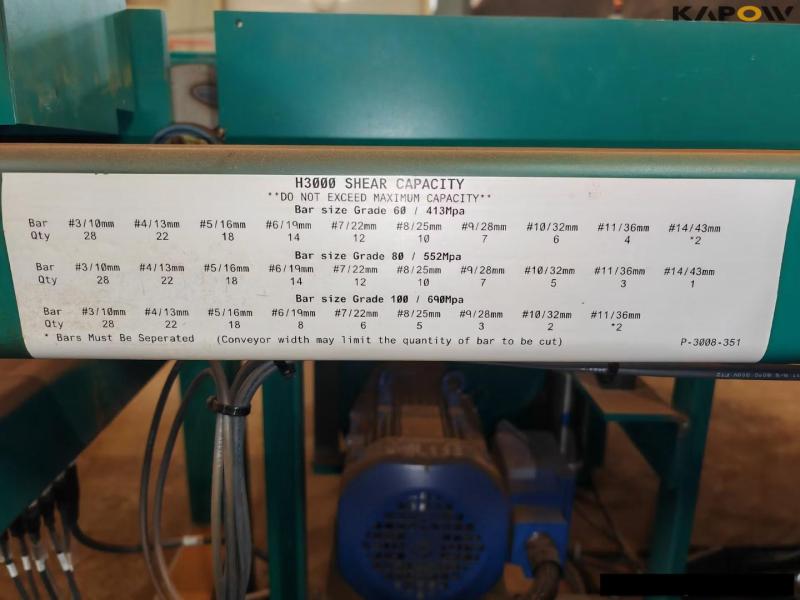 KAPOW
H3000 SHEAR CAPACITY
**DO NOT EXCEED MAXIMUM CAPACITY**
Bar size Grade 60 / 413Mpa
Bar #3/10mm #4/13mm #5/16mm #6/19mm #7/22mm #8/25mm #9/28mm #10/32mm #11/36mm #14/43mm
Qty 28 22 18 14 12 10 7 6 4 *2
Bar size Grade 80 / 552Mpa
Bar #3/10mm #4/13mm #5/16mm #6/19mm #7/22mm #8/25mm #9/28mm #10/32mm #11/36mm #14/43mm
Qty 28 22 18 14 12 10 7 5 3 1
Bar size Grade 100 / 690Mpa
Bar #3/10mm #4/13mm #5/16mm #6/19mm #7/22mm #8/25mm #9/28mm #10/32mm #11/36mm
Qty 28 22 18 8 6 5 3 2 *2
* Bars Must Be Seperated (Conveyor width may limit the quantity of bar to be cut) P-3008-351